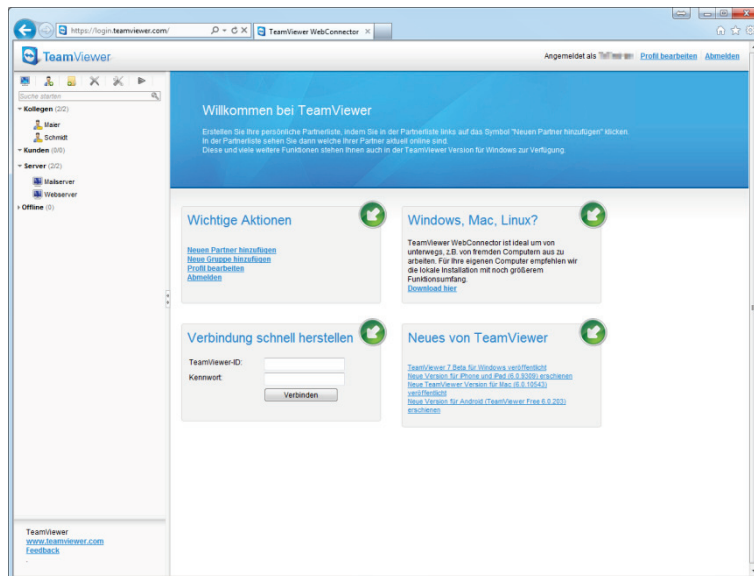 https://login.teamviewer.com/
TeamViewer WebConnector
TeamViewer
Angemeldet als
Profil bearbeiten
Abmelden
Suche starten
Kollegen (2/2)
Maier
Schmidt
Kunden (0/0)
Server (2/2)
Mailserver
Webserver
Offline (0)
Willkommen bei TeamViewer
Erstellen Sie Ihre persönliche Partnerliste, indem Sie in der Partnerliste links auf das Symbol "Neuen Partner hinzufügen" klicken.
In der Partnerliste sehen Sie dann welche Ihrer Partner aktuell online sind.
Diese und viele weitere Funktionen stehen Ihnen auch in der TeamViewer Version für Windows zur Verfügung.
Wichtige Aktionen
Neuen Partner hinzufügen
Neue Gruppe hinzufügen
Profil bearbeiten
Abmelden
Windows, Mac, Linux?
TeamViewer WebConnector ist ideal um von
unterwegs, z.B. von fremden Computern aus zu
arbeiten. Für Ihre eigenen Computer empfehlen wir
die lokale Installation mit noch größerem
Funktionsumfang.
Download hier
Verbindung schnell herstellen
TeamViewer-ID:
Kennwort:
Verbinden
Neues von TeamViewer
TeamViewer 7 Beta für Windows veröffentlicht
Neue Version für iPhone und iPad (6.0.9309) erschienen
Neue TeamViewer Version für Mac (6.0.10543)
veröffentlicht
Neue Version für Android (TeamViewer Free 6.0.293)
erschienen
TeamViewer
www.teamviewer.com
Feedback